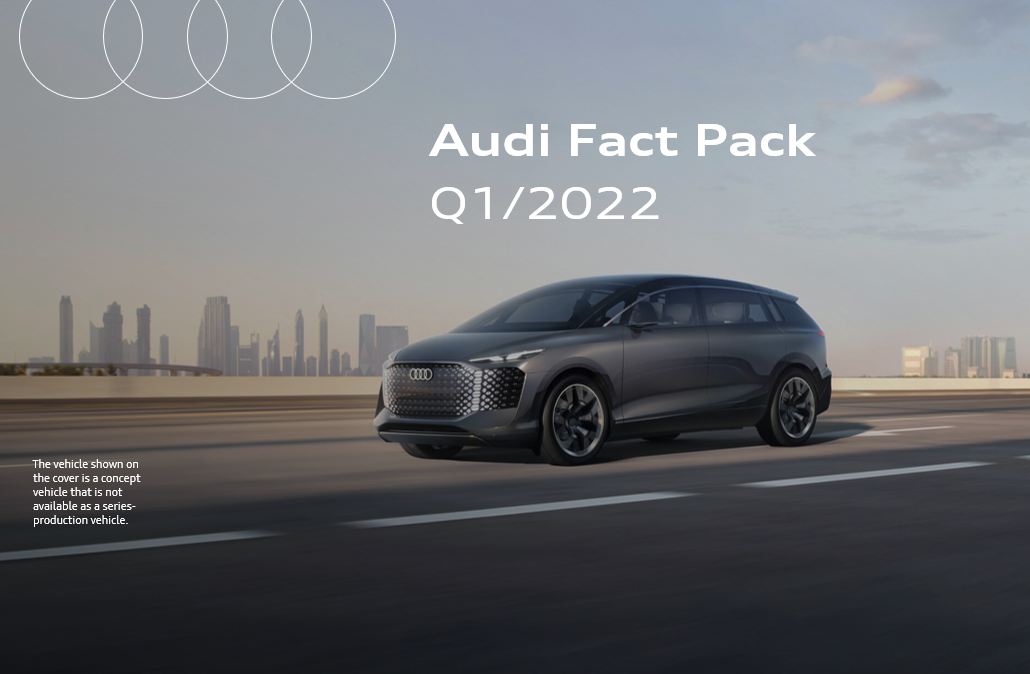 Audi Fact Pack
Q1/2022
The vehicle shown on
the cover is a concept
vehicle that is not
available as a series-
production vehicle.